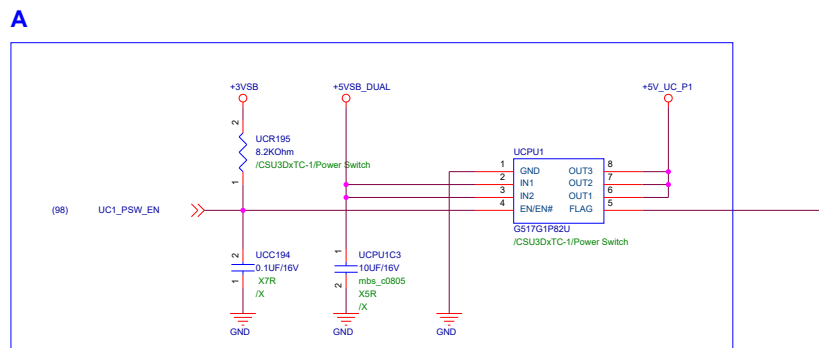 A
+3VSB
+5VSB_DUAL
+5V_UC_P1
2
UCR195
8.2KOhm
/CSU3DxTC-1/Power Switch
1
UCPU1
1 GND OUT3 8
2 IN1 OUT2 7
3 IN2 OUT1 6
4 EN/EN# FLAG 5
G517G1P82U
/CSU3DxTC-1/Power Switch
(98) UC1_PSW_EN
2
UCC194
0.1UF/16V
X7R
/X
1
GND
1
UCPU1C3
10UF/16V
mbs_c0805
X5R
/X
2
GND
GND